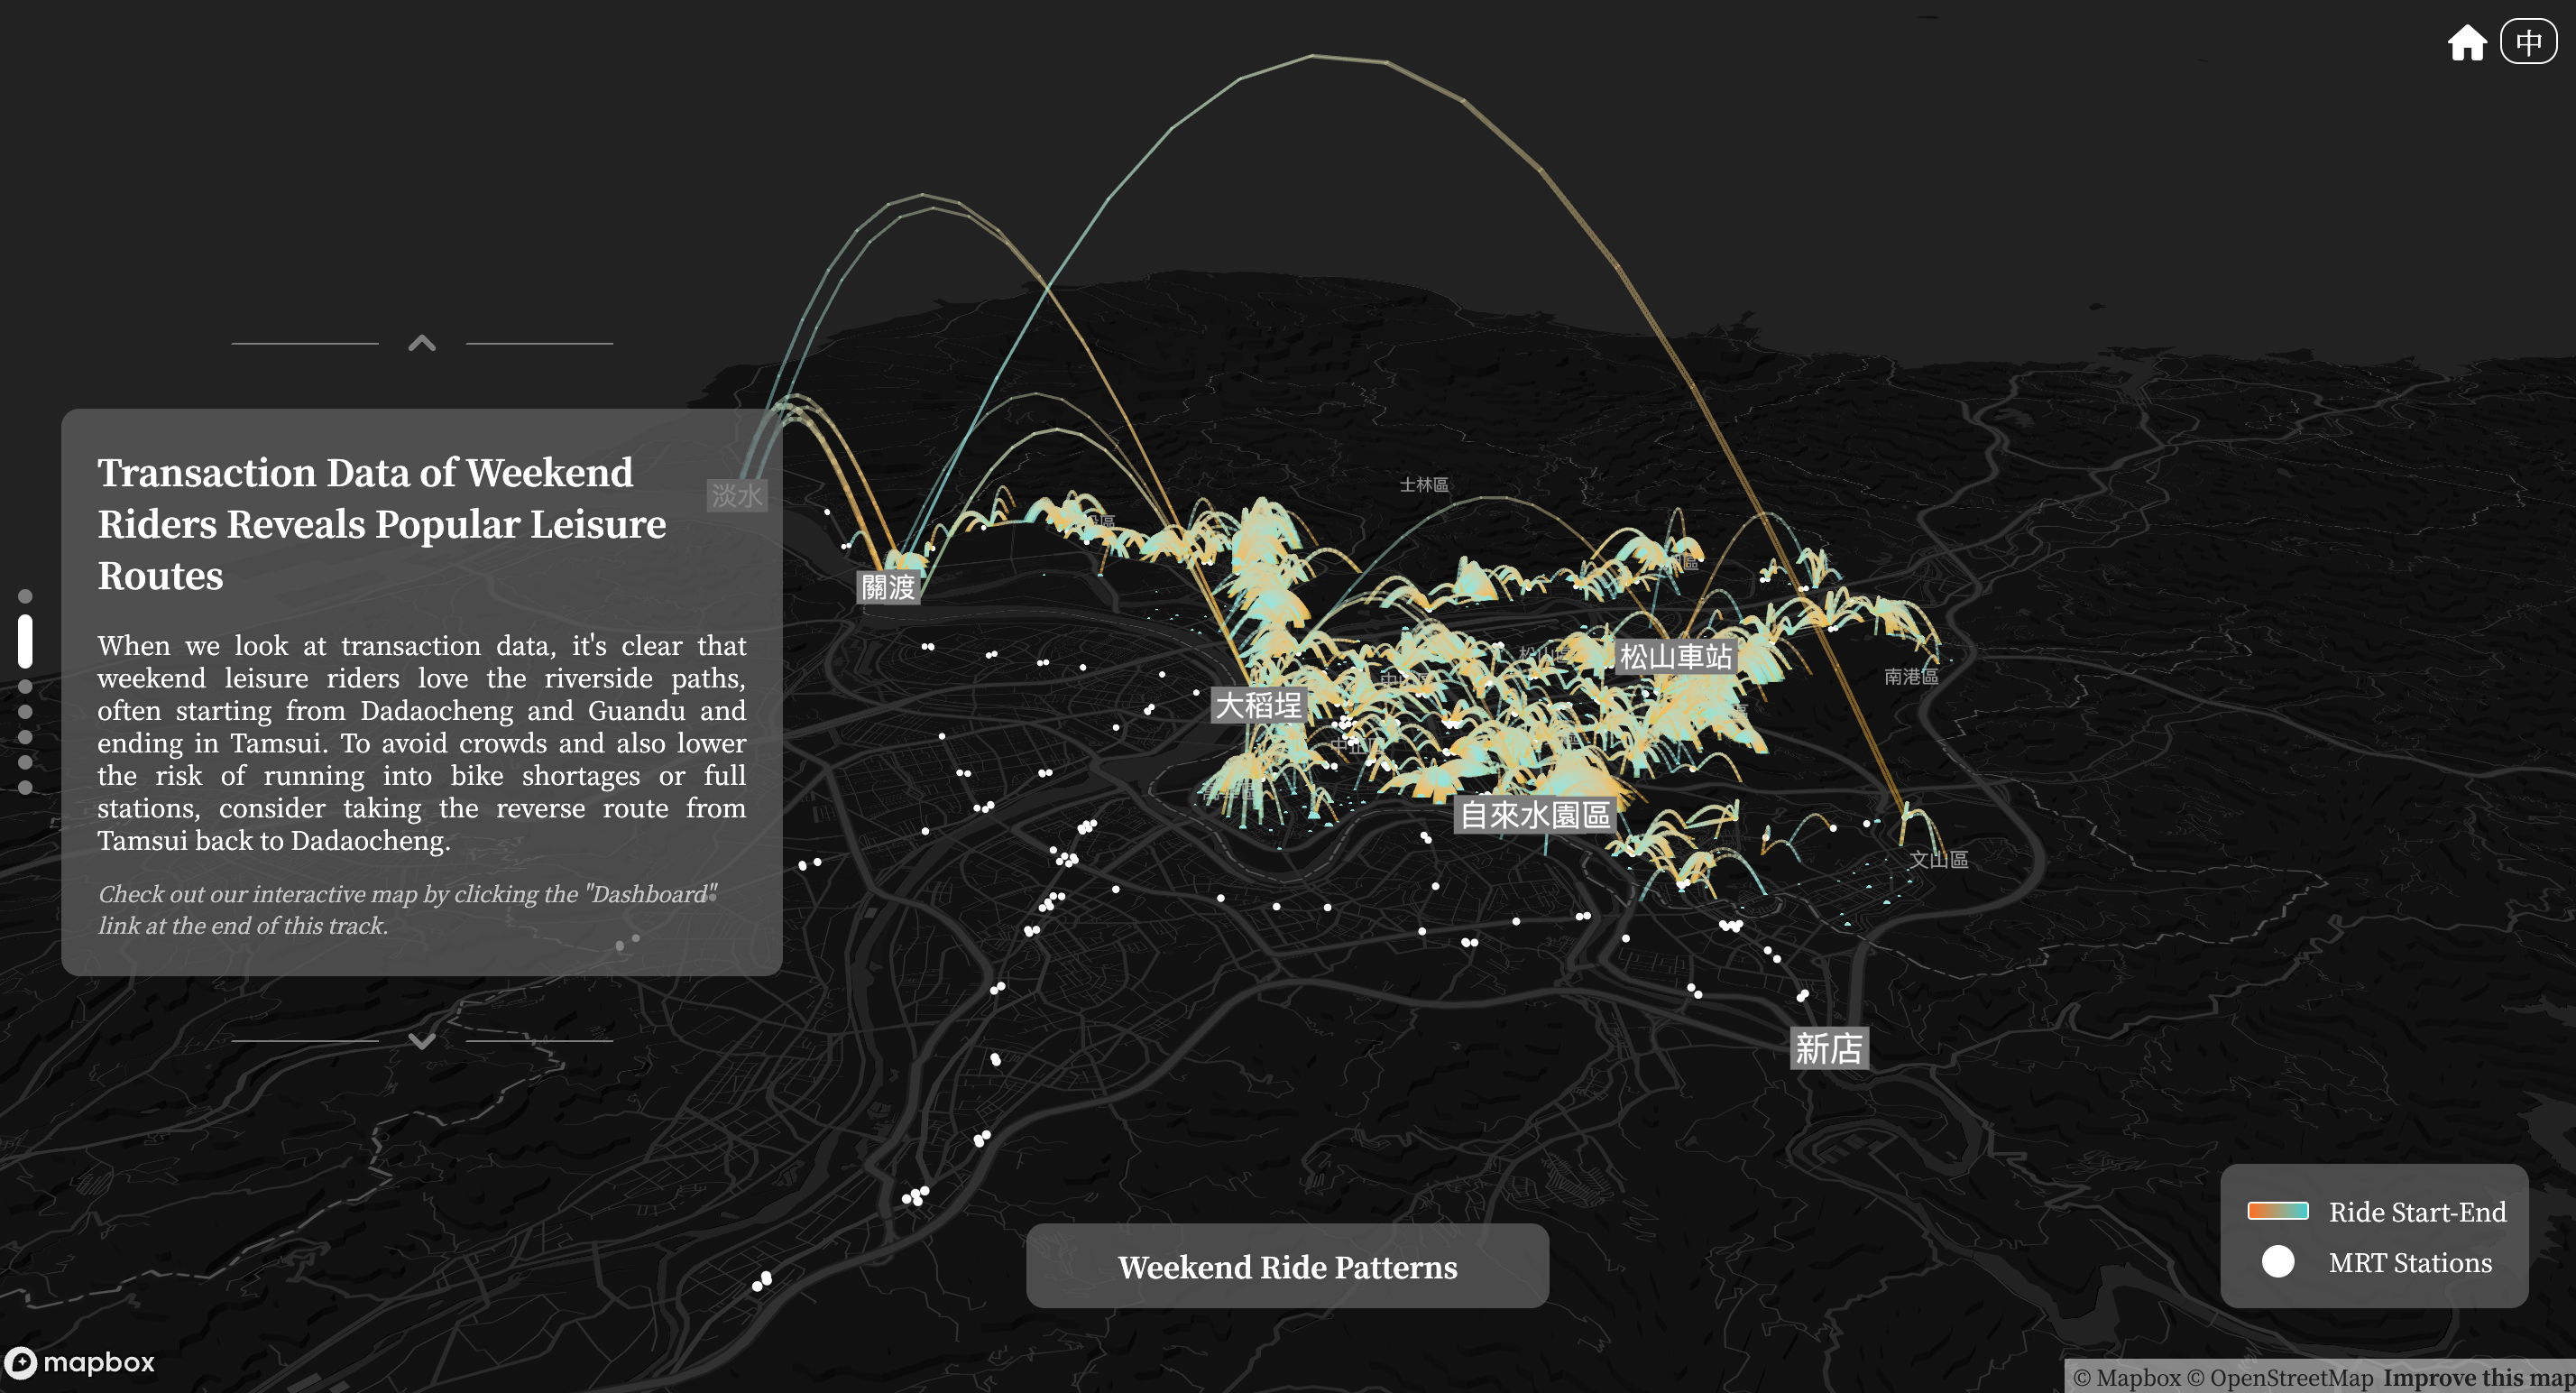 中
Transaction Data of Weekend
Riders Reveals Popular Leisure
Routes
When we look at transaction data, it's clear that
weekend leisure riders love the riverside paths,
often starting from Dadaocheng and Guandu and
ending in Tamsui. To avoid crowds and also lower
the risk of running into bike shortages or full
stations, consider taking the reverse route from
Tamsui back to Dadaocheng.
Check out our interactive map by clicking the "Dashboard"
link at the end of this track.
淡水
士林區
關渡
松山區
松山車站
南港區
大稻埕
自來水園區
文山區
新店
Weekend Ride Patterns
Ride Start-End
MRT Stations
mapbox
© Mapbox © OpenStreetMap Improve this map